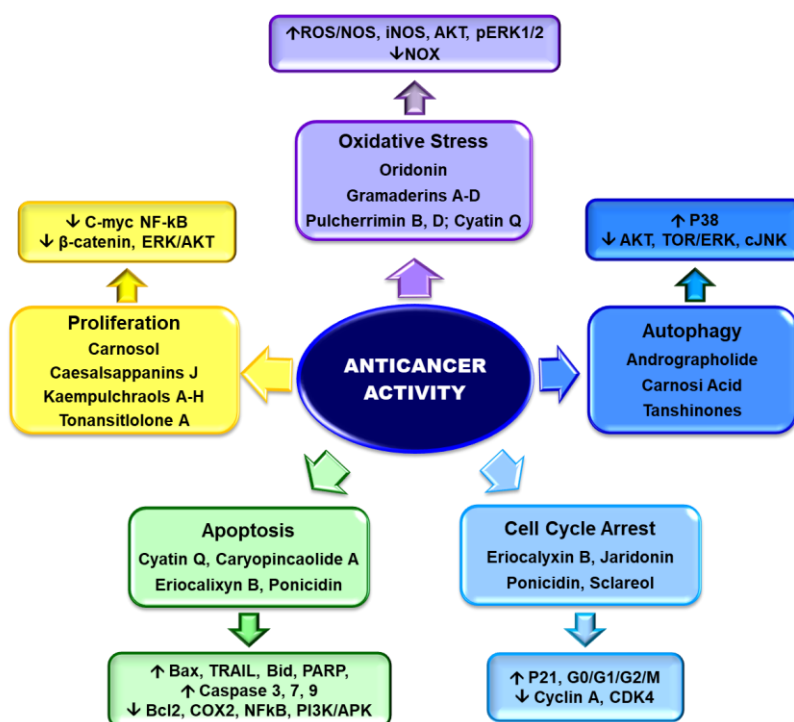 ↑ROS/NOS, iNOS, AKT, pERK1/2
↓NOX
Oxidative Stress
Oridonin
Gramaderins A-D
Pulcherrimin B, D; Cyatin Q
↓ C-myc NF-kB
↓ β-catenin, ERK/AKT
Proliferation
Carnosol
Caesalsappanins J
Kaempulchraols A-H
Tonansitlolone A
ANTICANCER
ACTIVITY
↑ P38
↓ AKT, TOR/ERK, cJNK
Autophagy
Andrographolide
Carnosi Acid
Tanshinones
Apoptosis
Cyatin Q, Caryopincaolide A
Eriocalixyn B, Ponicidin
↑ Bax, TRAIL, Bid, PARP,
↑ Caspase 3, 7, 9
↓ Bcl2, COX2, NFkB, PI3K/APK
Cell Cycle Arrest
Eriocalyxin B, Jaridonin
Ponicidin, Sclareol
↑ P21, G0/G1/G2/M
↓ Cyclin A, CDK4